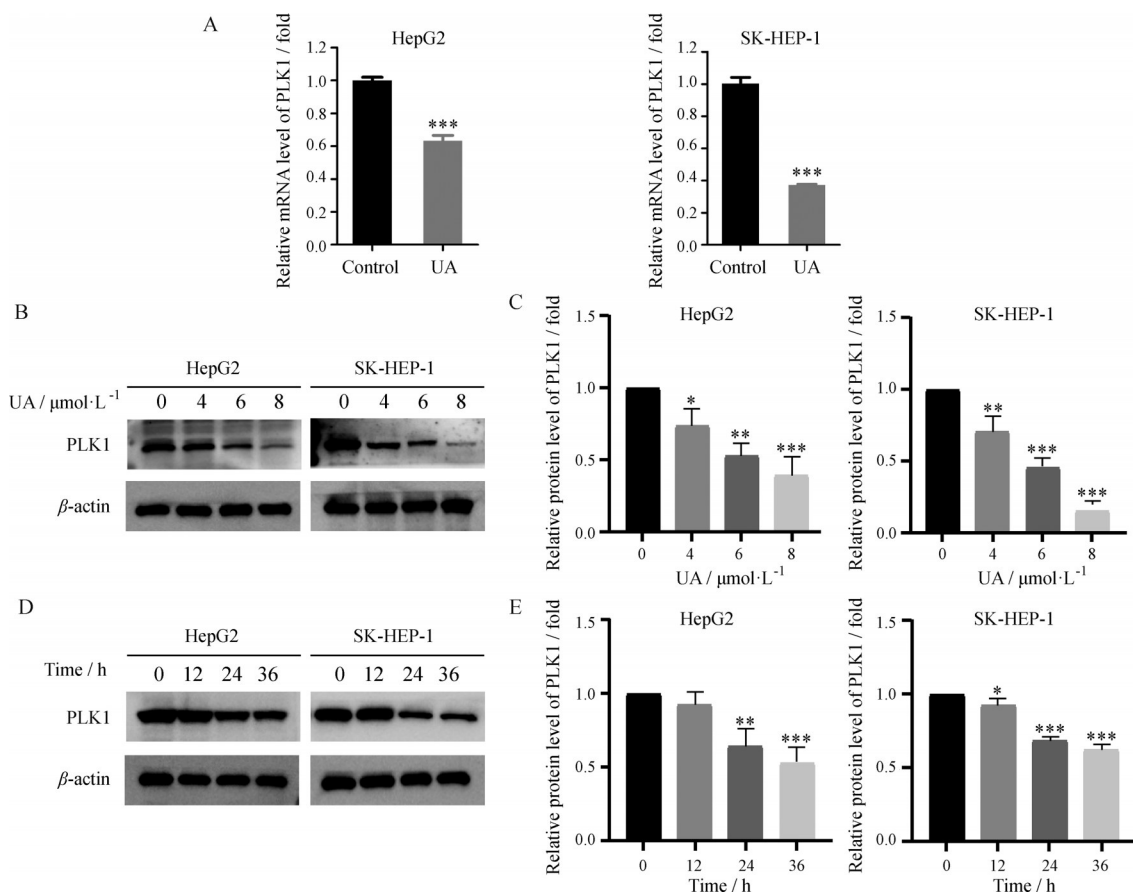 A
HepG2
Relative mRNA level of PLK1 / fold
1.2
1.0
0.8
0.6
0.4
0.2
0.0
***
Control UA
SK-HEP-1
Relative mRNA level of PLK1 / fold
1.2
1.0
0.8
0.6
0.4
0.2
0.0
***
Control UA
B
HepG2 SK-HEP-1
UA / μmol·L⁻¹ 0 4 6 8 0 4 6 8
PLK1
β-actin
C
HepG2
Relative protein level of PLK1 / fold
1.5
1.0
0.5
0.0
* ** ***
0 4 6 8
UA / μmol·L⁻¹
SK-HEP-1
Relative protein level of PLK1 / fold
1.5
1.0
0.5
0.0
** *** ***
0 4 6 8
UA / μmol·L⁻¹
D
HepG2 SK-HEP-1
Time / h 0 12 24 36 0 12 24 36
PLK1
β-actin
E
HepG2
Relative protein level of PLK1 / fold
1.5
1.0
0.5
0.0
** ***
0 12 24 36
Time / h
SK-HEP-1
Relative protein level of PLK1 / fold
1.5
1.0
0.5
0.0
* *** ***
0 12 24 36
Time / h